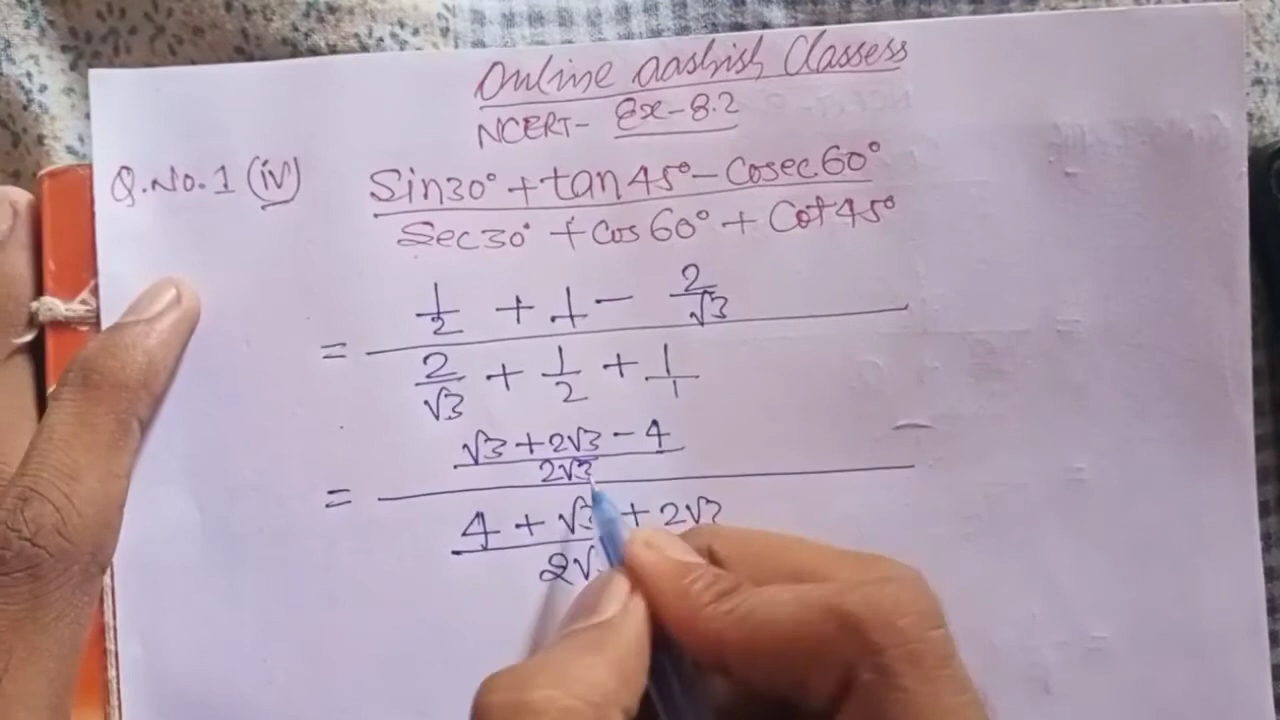 Online aashish Classess
NCERT- Ex-8.2
Q.No.1 (iv) Sin30° + tan45° - Cosec60°
Sec30° + Cos60° + Cot45°
= 1/2 + 1 - 2/√3
2/√3 + 1/2 + 1/1
= √3 + 2√3 - 4
2√3
4 + √3 + 2√3
2√